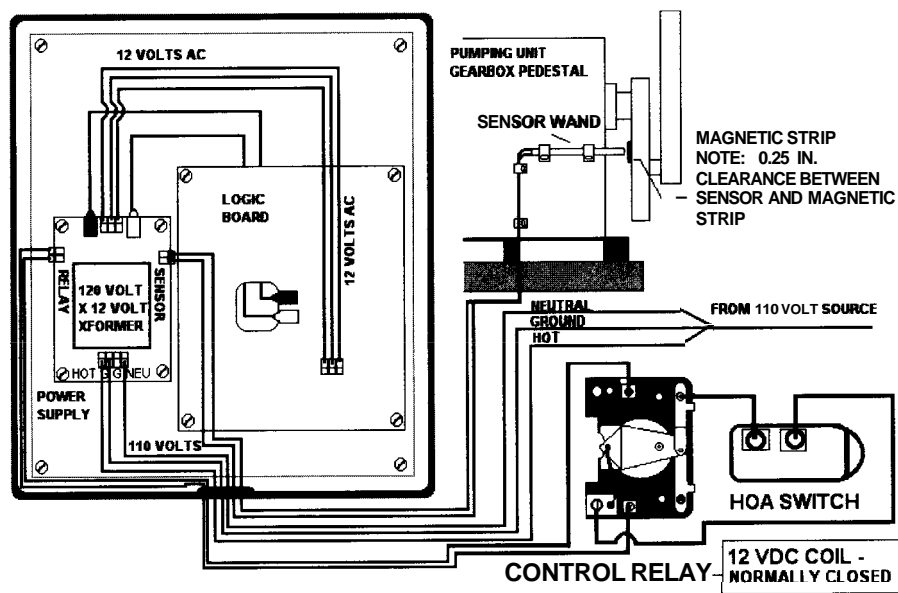 12 VOLTS AC
PUMPING UNIT
GEARBOX PEDESTAL
SENSOR WAND
MAGNETIC STRIP
NOTE: 0.25 IN.
CLEARANCE BETWEEN
SENSOR AND MAGNETIC
STRIP
LOGIC
BOARD
12 VOLTS AC
RELAY
SENSOR
120 VOLT
X 12 VOLT
XFORMER
HOT G G NEU
POWER
SUPPLY
110 VOLTS
NEUTRAL
GROUND
HOT
FROM 110 VOLT SOURCE
HOA SWITCH
CONTROL RELAY
12 VDC COIL -
NORMALLY CLOSED